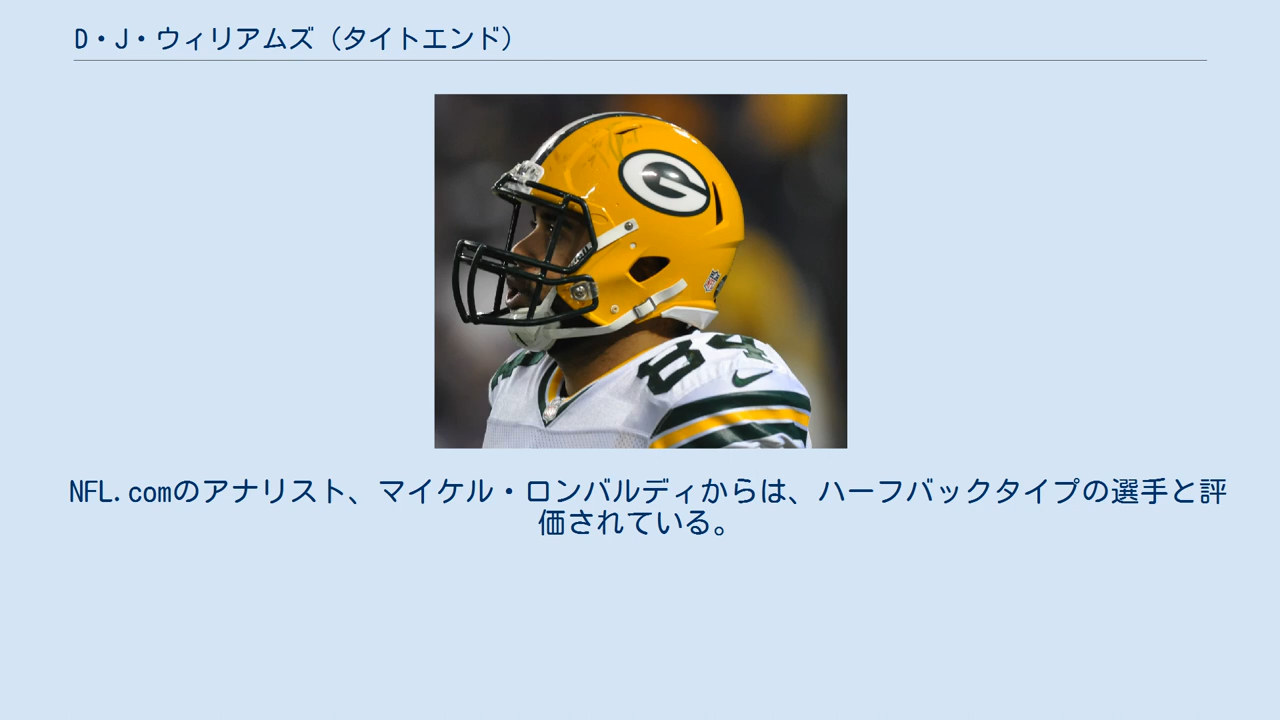 D・J・ウィリアムズ（タイトエンド）
G
84
NFL.comのアナリスト、マイケル・ロンバルディからは、ハーフバックタイプの選手と評
価されている。